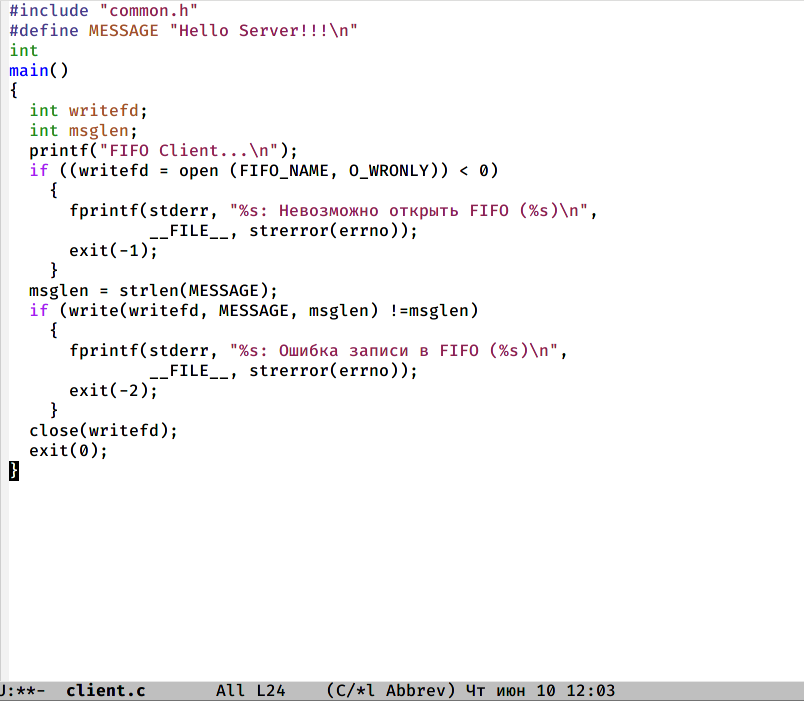 #include "common.h"
#define MESSAGE "Hello Server!!!\n"
int
main()
{
  int writefd;
  int msglen;
  printf("FIFO Client...\n");
  if ((writefd = open (FIFO_NAME, O_WRONLY)) < 0)
    {
      fprintf(stderr, "%s: Невозможно открыть FIFO (%s)\n",
              __FILE__, strerror(errno));
      exit(-1);
    }
  msglen = strlen(MESSAGE);
  if (write(writefd, MESSAGE, msglen) !=msglen)
    {
      fprintf(stderr, "%s: Ошибка записи в FIFO (%s)\n",
              __FILE__, strerror(errno));
      exit(-2);
    }
  close(writefd);
  exit(0);
}
U:**-  client.c       All L24    (C/*l Abbrev) Чт июн 10 12:03